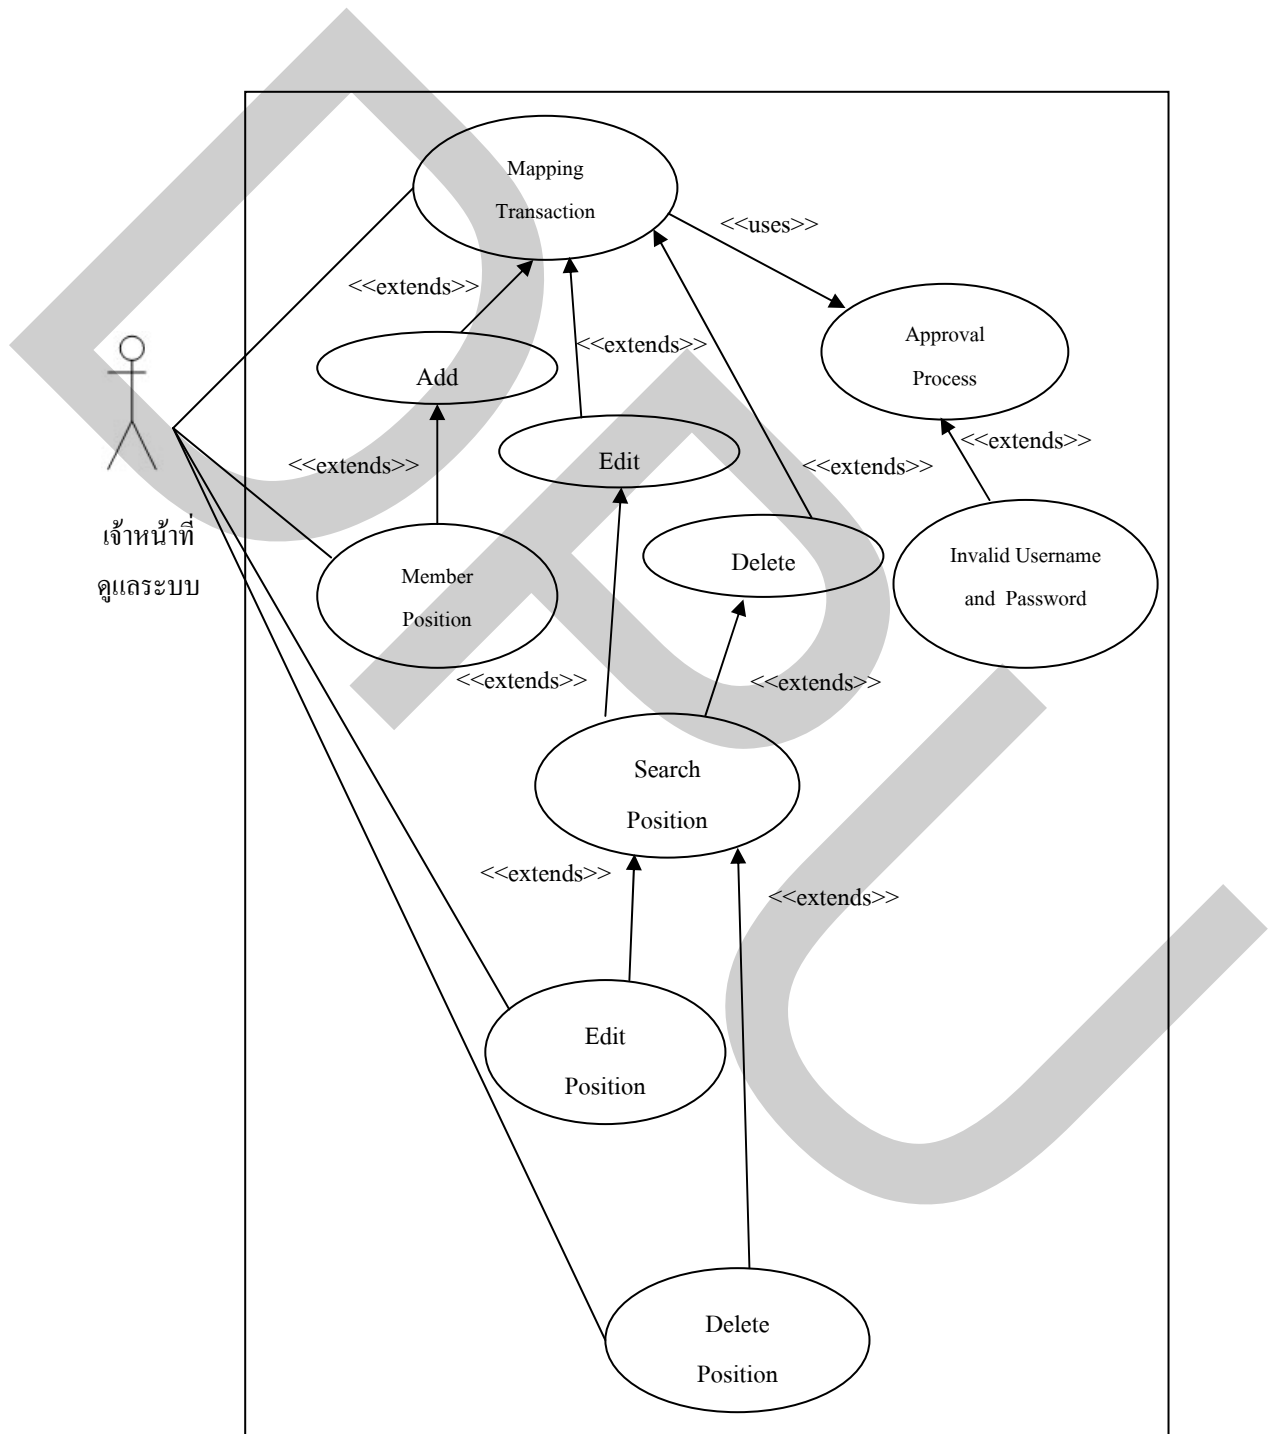 Mapping
Transaction
<<uses>>
<<extends>>
<<extends>>
Approval
Process
Add
<<extends>>
<<extends>>
<<extends>>
Edit
เจ้าหน้าที่
ดูแลระบบ
Delete
Invalid Username
and Password
Member
Position
<<extends>>
<<extends>>
Search
Position
<<extends>>
<<extends>>
Edit
Position
Delete
Position